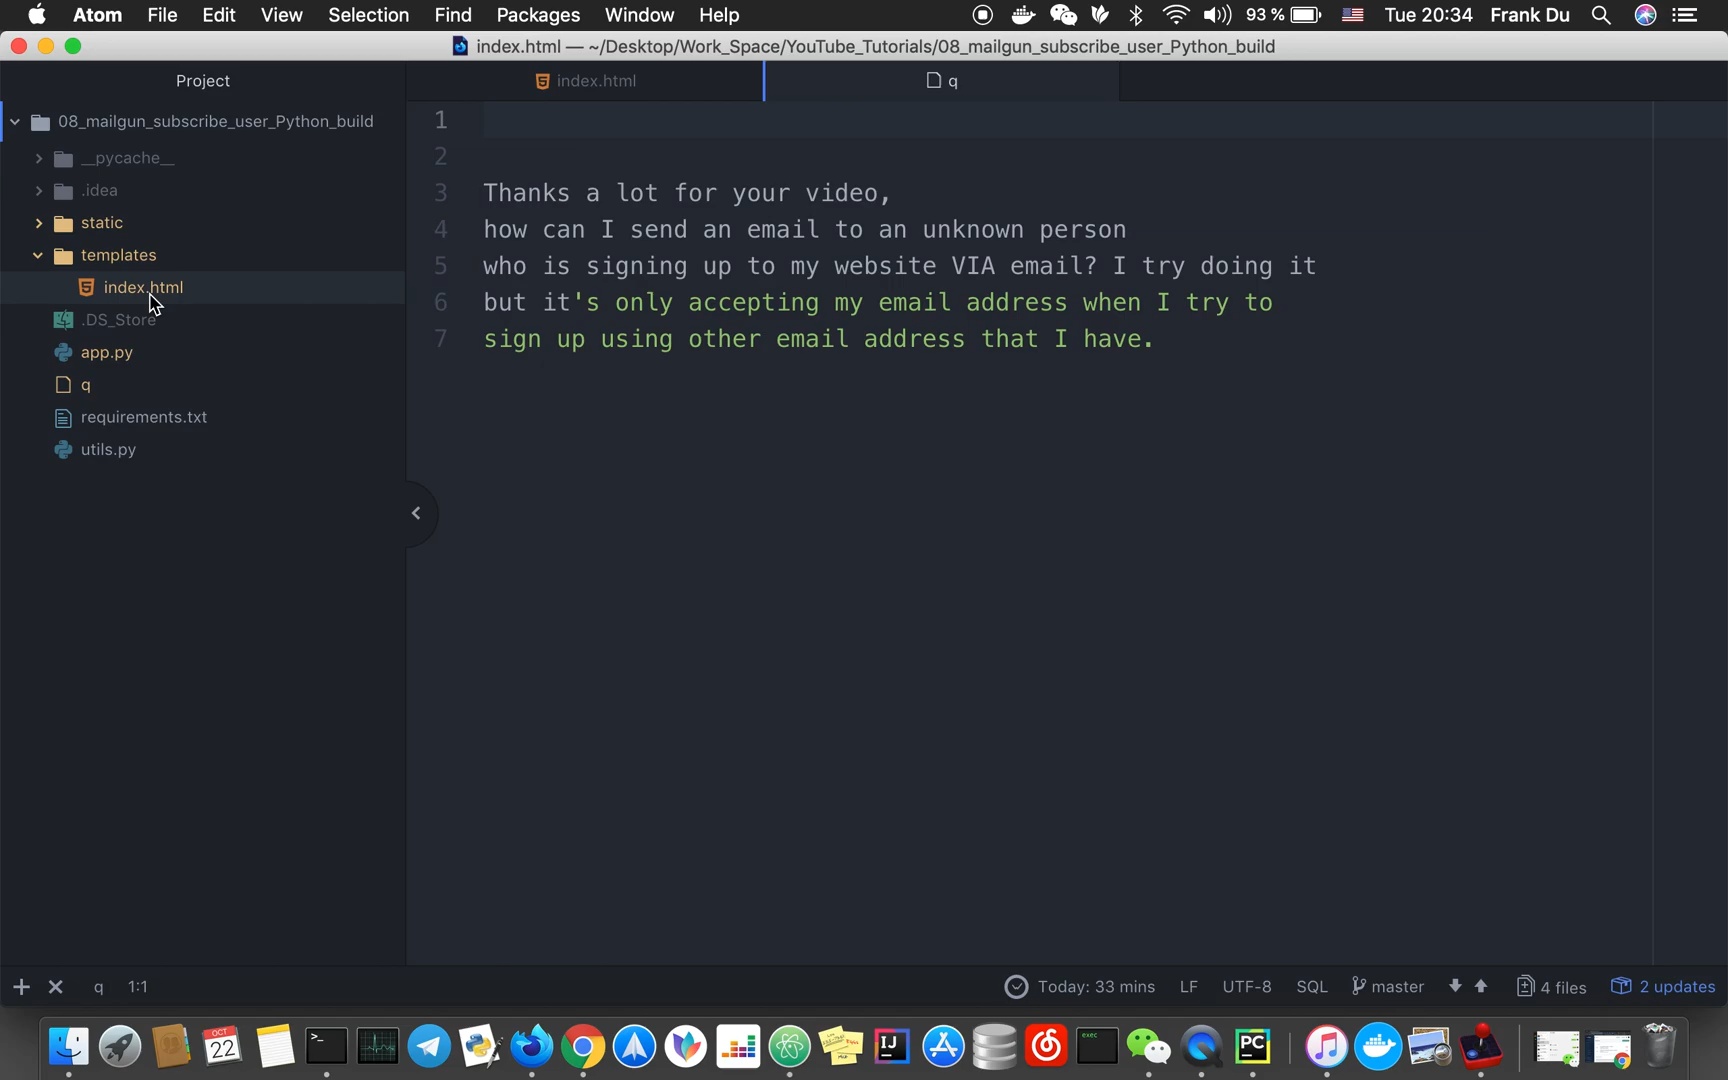 Atom File Edit View Selection Find Packages Window Help 93 % Tue 20:34 Frank Du
index.html — ~/Desktop/Work_Space/YouTube_Tutorials/08_mailgun_subscribe_user_Python_build
Project
index.html
q
08_mailgun_subscribe_user_Python_build
__pycache__
.idea
static
templates
index.html
.DS_Store
app.py
q
requirements.txt
utils.py
1
2
3 Thanks a lot for your video,
4 how can I send an email to an unknown person
5 who is signing up to my website VIA email? I try doing it
6 but it's only accepting my email address when I try to
7 sign up using other email address that I have.
q 1:1 Today: 33 mins LF UTF-8 SQL master 4 files 2 updates
OCT
22
>_
IJ
exec
PC